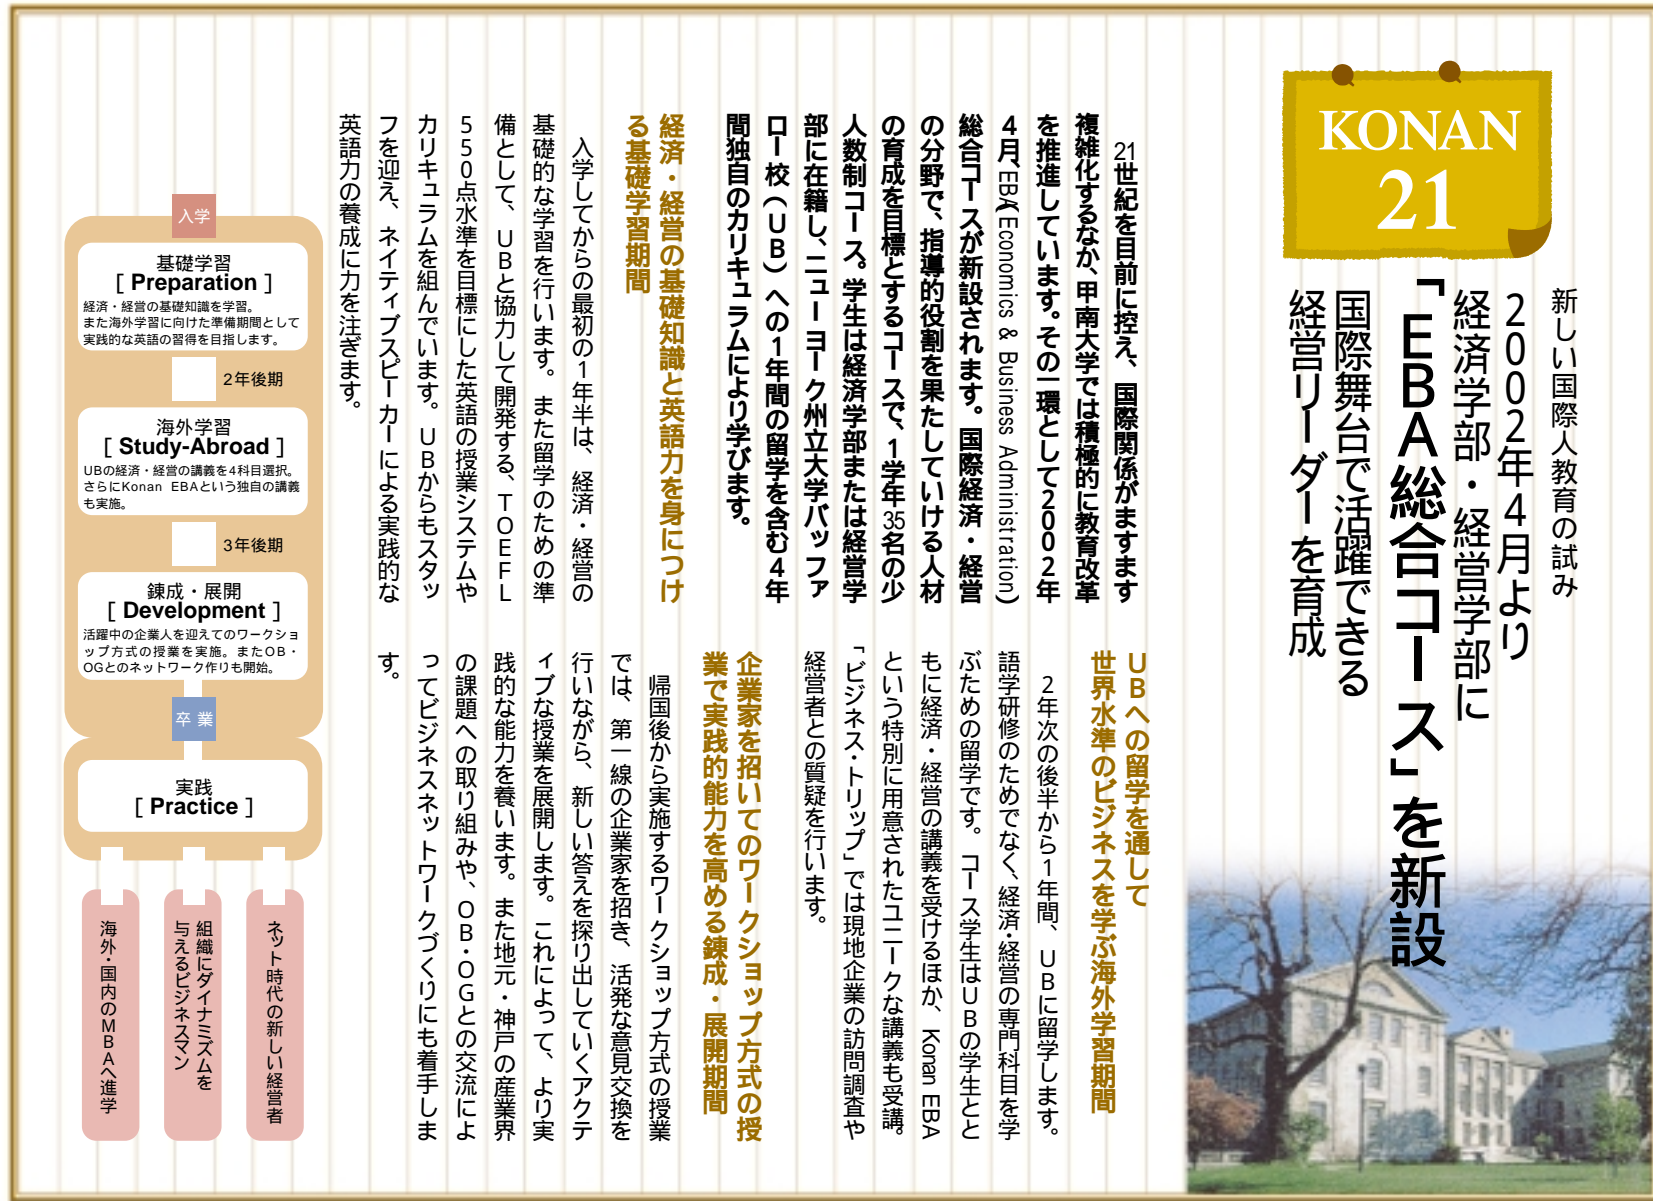 KONAN
21
新しい国際人教育の試み
2002年4月より
経済学部・経営学部に
「EBA総合コース」を新設
国際舞台で活躍できる
経営リーダーを育成
21世紀を目前に控え、国際関係がますます
複雑化するなか、甲南大学では積極的に教育改革
を推進しています。その一環として2002年
4月、EBA(Economics & Business Administration)
総合コースが新設されます。国際経済・経営
の分野で、指導的役割を果たしていける人材
の育成を目標とするコースで、1学年35名の少
人数制コース。学生は経済学部または経営学
部に在籍し、ニューヨーク州立大学バッファ
ロー校(UB)への1年間の留学を含む4年
間独自のカリキュラムにより学びます。
経済・経営の基礎知識と英語力を身につけ
る基礎学習期間
入学してからの最初の1年半は、経済・経営の
基礎的な学習を行います。また留学のための準
備として、UBと協力して開発する、TOEFL
550点水準を目標にした英語の授業システムや
カリキュラムを組んでいます。UBからもスタッ
フを迎え、ネイティブスピーカーによる実践的な
英語力の養成に力を注ぎます。
UBへの留学を通して
世界水準のビジネスを学ぶ海外学習期間
2年次の後半から1年間、UBに留学します。
語学研修のためでなく、経済・経営の専門科目を学
ぶための留学です。コース学生はUBの学生とと
もに経済・経営の講義を受けるほか、Konan EBA
という特別に用意されたユニークな講義も受講。
「ビジネス・トリップ」では現地企業の訪問調査や
経営者との質疑を行います。
企業家を招いてのワークショップ方式の授
業で実践的能力を高める錬成・展開期間
帰国後から実施するワークショップ方式の授業
では、第一線の企業家を招き、活発な意見交換を
行いながら、新しい答えを探り出していくアクテ
ィブな授業を展開します。これによって、より実
践的な能力を養います。また地元・神戸の産業界
の課題への取り組みや、OB・OGとの交流によ
ってビジネスネットワークづくりにも着手しま
す。
入学
基礎学習
[ Preparation ]
経済・経営の基礎知識を学習。
また海外学習に向けた準備期間として
実践的な英語の習得を目指します。
2年後期
海外学習
[ Study-Abroad ]
UBの経済・経営の講義を4科目選択。
さらにKonan EBAという独自の講義
も実施。
3年後期
錬成・展開
[ Development ]
活躍中の企業人を迎えてのワークショ
ップ方式の授業を実施。またOB・
OGとのネットワーク作りも開始。
卒業
実践
[ Practice ]
ネット時代の新しい経営者
組織にダイナミズムを
与えるビジネスマン
海外・国内のMBAへ進学